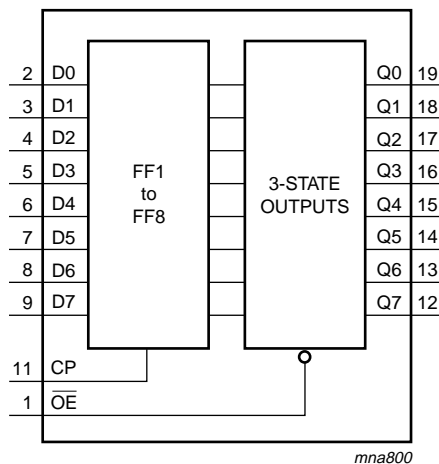 2 D0 Q0 19
3 D1 Q1 18
4 D2 Q2 17
5 D3 Q3 16
6 D4 Q4 15
7 D5 Q5 14
8 D6 Q6 13
9 D7 Q7 12
FF1
to
FF8
3-STATE
OUTPUTS
11 CP
1 O̅E̅
mna800